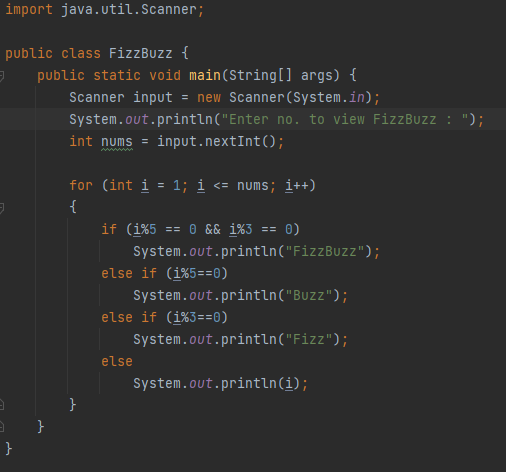 import java.util.Scanner;
public class FizzBuzz {
public static void main(String[] args) {
Scanner input = new Scanner(System.in);
System.out.println("Enter no. to view FizzBuzz : ");
int nums = input.nextInt();
for (int i = 1; i <= nums; i++)
{
if (i%5 == 0 && i%3 == 0)
System.out.println("FizzBuzz");
else if (i%5==0)
System.out.println("Buzz");
else if (i%3==0)
System.out.println("Fizz");
else
System.out.println(i);
}
}
}